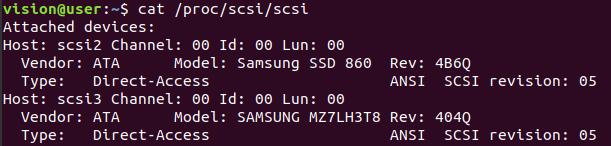 vision@user:~$ cat /proc/scsi/scsi
Attached devices:
Host: scsi2 Channel: 00 Id: 00 Lun: 00
  Vendor: ATA      Model: Samsung SSD 860  Rev: 4B6Q
  Type:   Direct-Access                    ANSI  SCSI revision: 05
Host: scsi3 Channel: 00 Id: 00 Lun: 00
  Vendor: ATA      Model: SAMSUNG MZ7LH3T8 Rev: 404Q
  Type:   Direct-Access                    ANSI  SCSI revision: 05